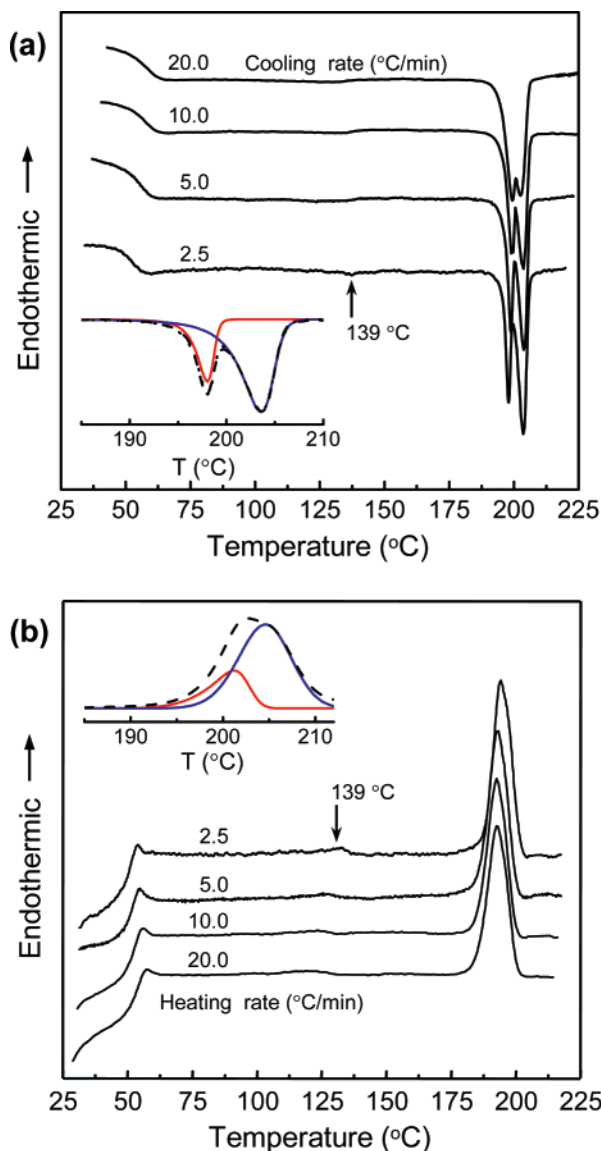 (a)
20.0 Cooling rate (°C/min)
10.0
5.0
2.5
139 °C
Endothermic
190 200 210
T (°C)
25 50 75 100 125 150 175 200 225
Temperature (°C)
(b)
190 200 210
T (°C)
139 °C
2.5
5.0
10.0
20.0
Heating rate (°C/min)
Endothermic
25 50 75 100 125 150 175 200 225
Temperature (°C)